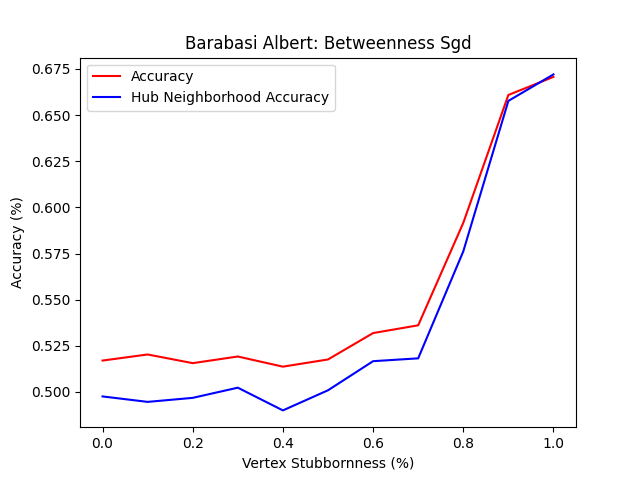 Barabasi Albert: Betweenness Sgd
Accuracy
Hub Neighborhood Accuracy
0.675
0.650
0.625
0.600
0.575
0.550
0.525
0.500
Accuracy (%)
0.0 0.2 0.4 0.6 0.8 1.0
Vertex Stubbornness (%)